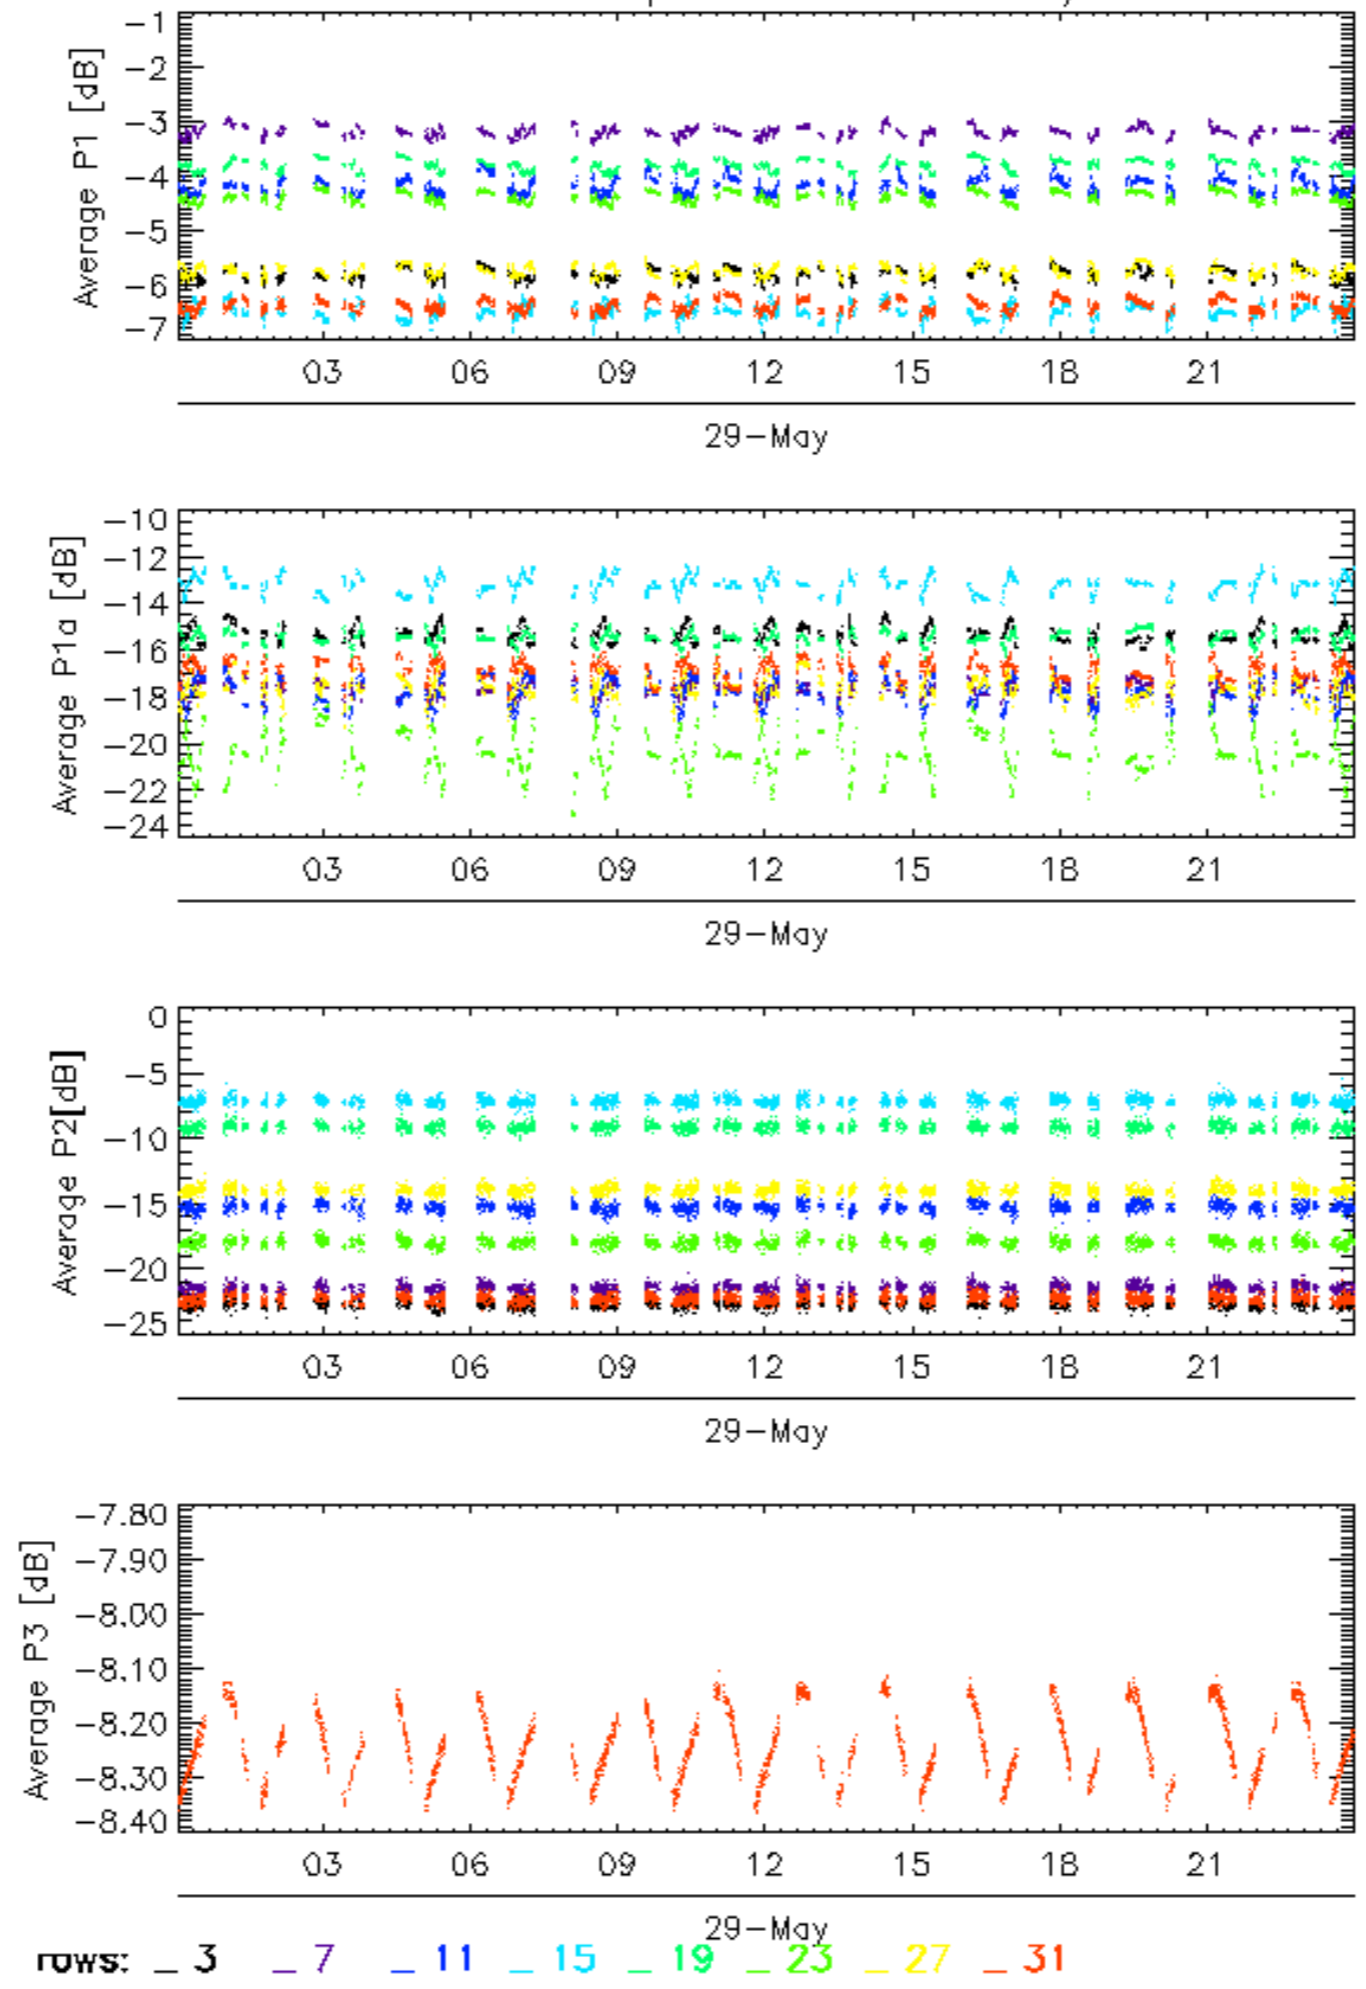 -1
-2
-3
-4
-5
-6
-7
Average P1 [dB]
03 06 09 12 15 18 21
29-May
-10
-12
-14
-16
-18
-20
-22
-24
Average P1a [dB]
03 06 09 12 15 18 21
29-May
0
-5
-10
-15
-20
-25
Average P2[dB]
03 06 09 12 15 18 21
29-May
-7.80
-7.90
-8.00
-8.10
-8.20
-8.30
-8.40
Average P3 [dB]
03 06 09 12 15 18 21
29-May
rows: _ 3 _ 7 _ 11 _ 15 _ 19 _ 23 _ 27 _ 31